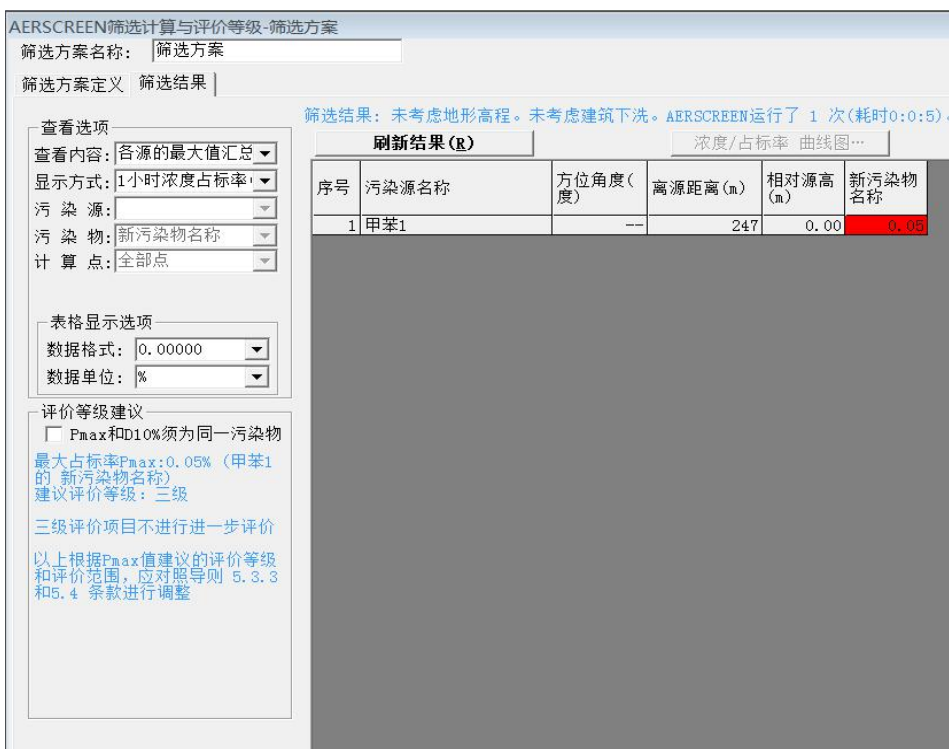 AERSCREEN筛选计算与评价等级-筛选方案
筛选方案名称: 筛选方案
筛选方案定义 筛选结果
查看选项
查看内容: 各源的最大值汇总
显示方式: 1小时浓度占标率
污 染 源:
污 染 物: 新污染物名称
计 算 点: 全部点
表格显示选项
数据格式: 0.00000
数据单位: %
评价等级建议
Pmax和D10%须为同一污染物
最大占标率Pmax:0.05% (甲苯1
的 新污染物名称)
建议评价等级: 三级
三级评价项目不进行进一步评价
以上根据Pmax值建议的评价等级
和评价范围，应对照导则 5.3.3
和5.4 条款进行调整
筛选结果: 未考虑地形高程。未考虑建筑下洗。AERSCREEN运行了 1 次(耗时0:0:5)。
刷新结果(R) 浓度/占标率 曲线图…
序号 污染源名称 方位角度(度) 离源距离(m) 相对源高(m) 新污染物名称
1 甲苯1 -- 247 0.00 0.05